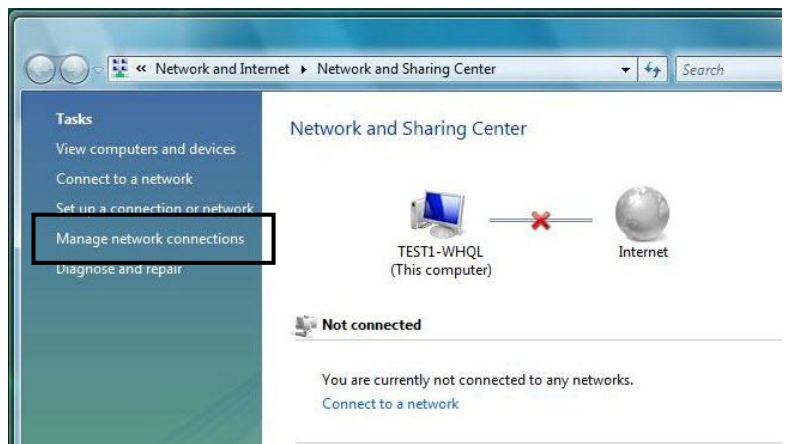 « Network and Internet ▸ Network and Sharing Center
Search
Tasks
View computers and devices
Connect to a network
Set up a connection or network
Manage network connections
Diagnose and repair
Network and Sharing Center
TEST1-WHQL
(This computer)
Internet
Not connected
You are currently not connected to any networks.
Connect to a network